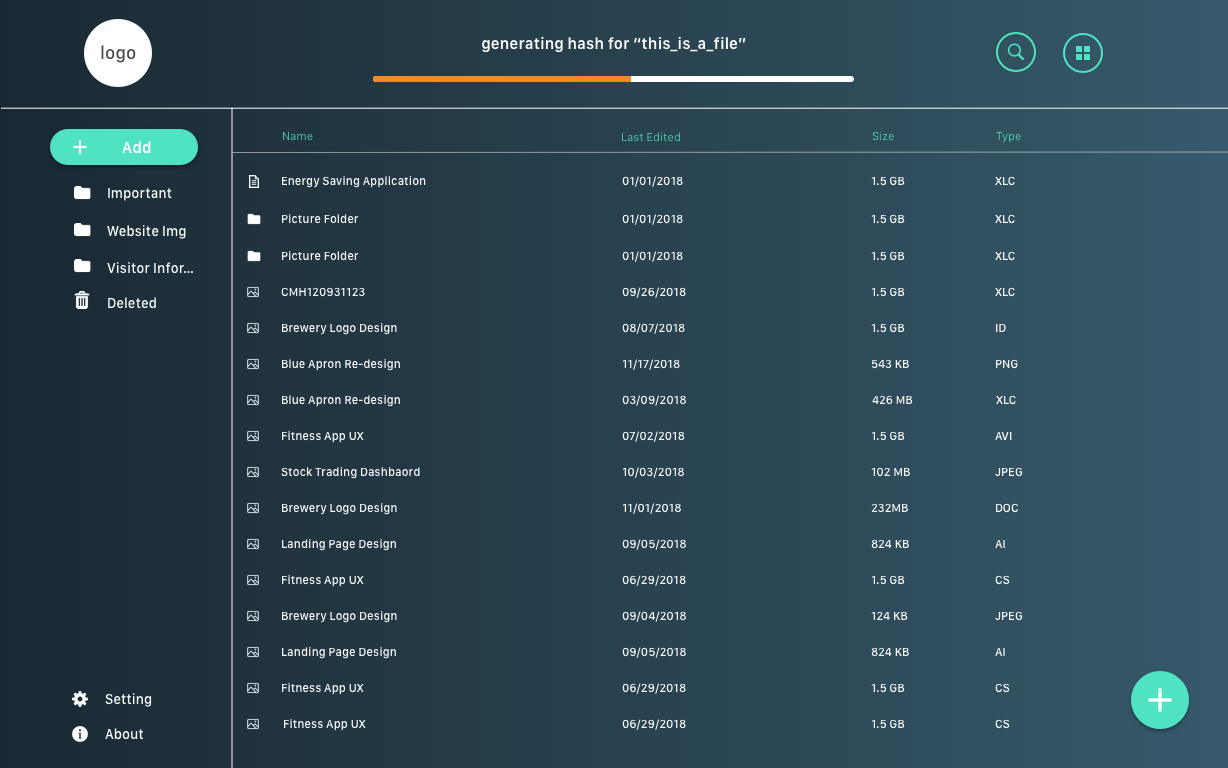 logo
generating hash for “this_is_a_file”
Add
Important
Website Img
Visitor Infor...
Deleted
Setting
About
Name Last Edited Size Type
Energy Saving Application 01/01/2018 1.5 GB XLC
Picture Folder 01/01/2018 1.5 GB XLC
Picture Folder 01/01/2018 1.5 GB XLC
CMH120931123 09/26/2018 1.5 GB XLC
Brewery Logo Design 08/07/2018 1.5 GB ID
Blue Apron Re-design 11/17/2018 543 KB PNG
Blue Apron Re-design 03/09/2018 426 MB XLC
Fitness App UX 07/02/2018 1.5 GB AVI
Stock Trading Dashbaord 10/03/2018 102 MB JPEG
Brewery Logo Design 11/01/2018 232MB DOC
Landing Page Design 09/05/2018 824 KB AI
Fitness App UX 06/29/2018 1.5 GB CS
Brewery Logo Design 09/04/2018 124 KB JPEG
Landing Page Design 09/05/2018 824 KB AI
Fitness App UX 06/29/2018 1.5 GB CS
Fitness App UX 06/29/2018 1.5 GB CS